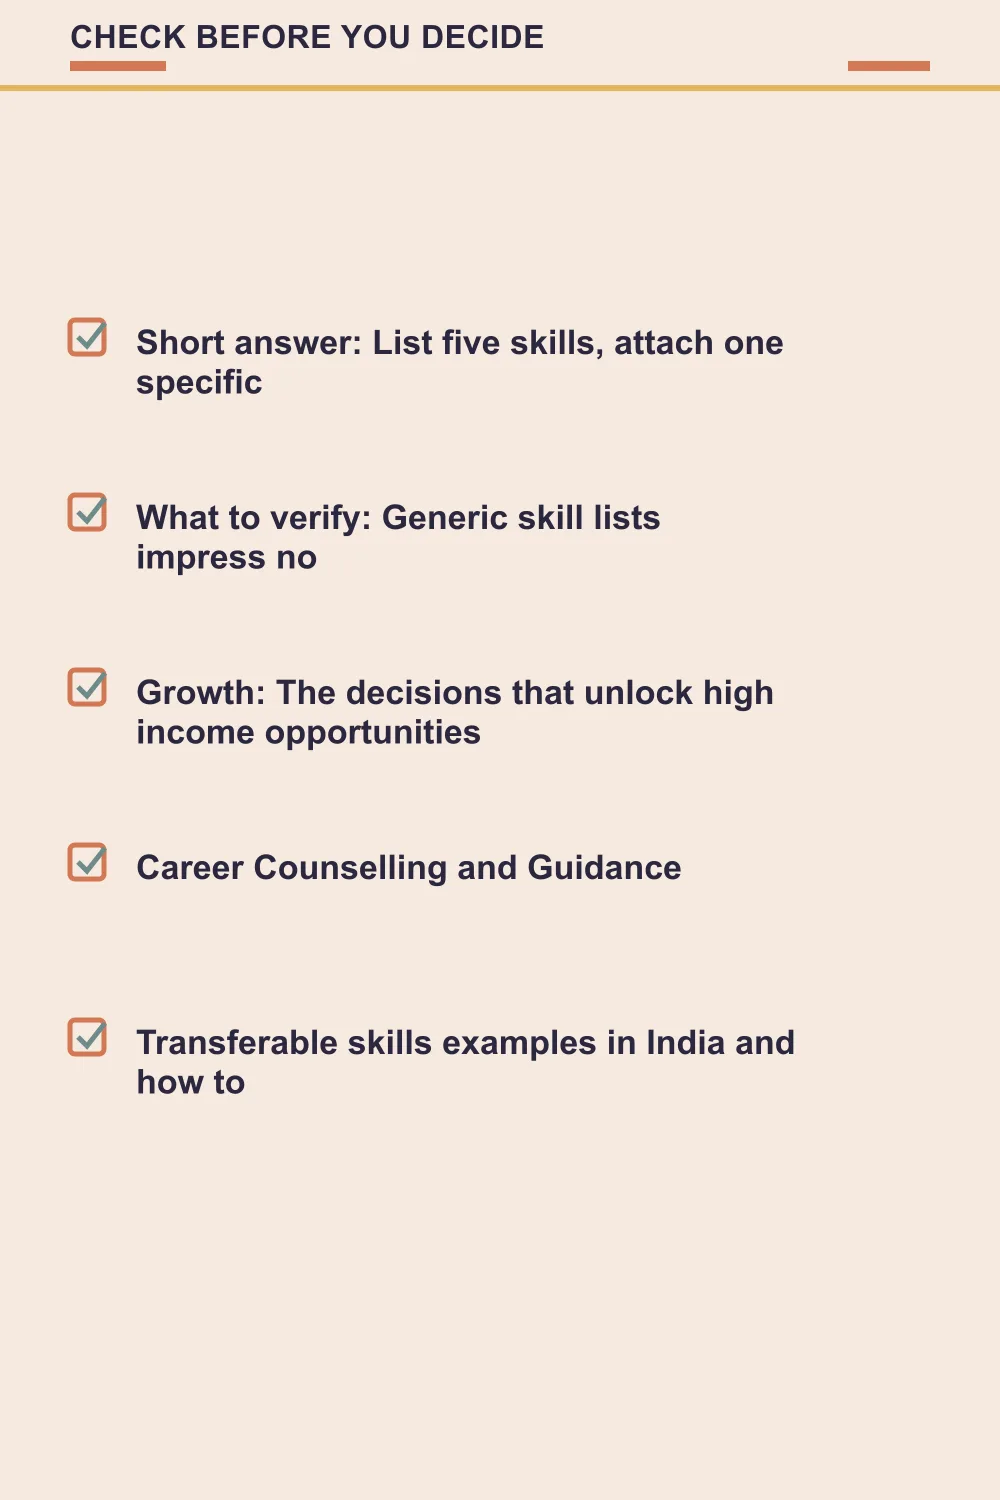 CHECK BEFORE YOU DECIDE
Short answer: List five skills, attach one
specific
What to verify: Generic skill lists
impress no
Growth: The decisions that unlock high
income opportunities
Career Counselling and Guidance
Transferable skills examples in India and
how to